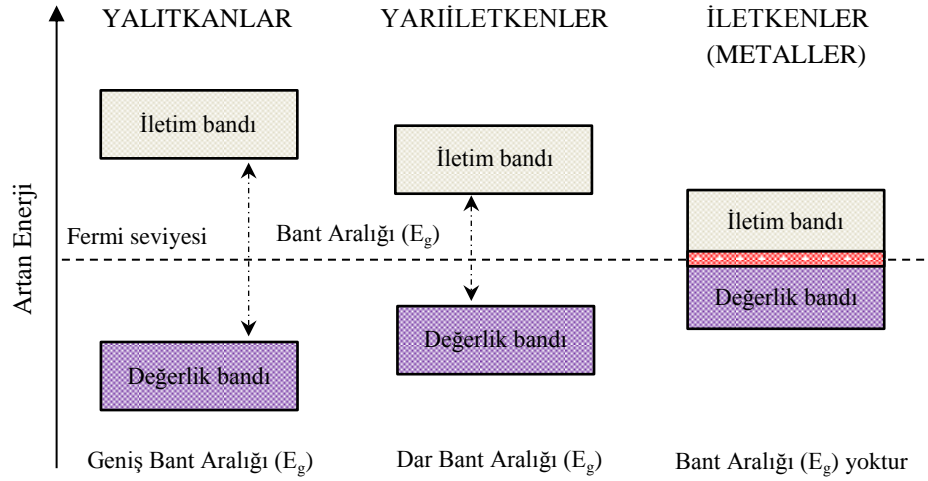 YALITKANLAR
YARIİLETKENLER
İLETKENLER
(METALLER)
İletim bandı
İletim bandı
İletim bandı
Artan Enerji
Fermi seviyesi
Bant Aralığı (Eg)
Değerlik bandı
Değerlik bandı
Değerlik bandı
Geniş Bant Aralığı (Eg)
Dar Bant Aralığı (Eg)
Bant Aralığı (Eg) yoktur